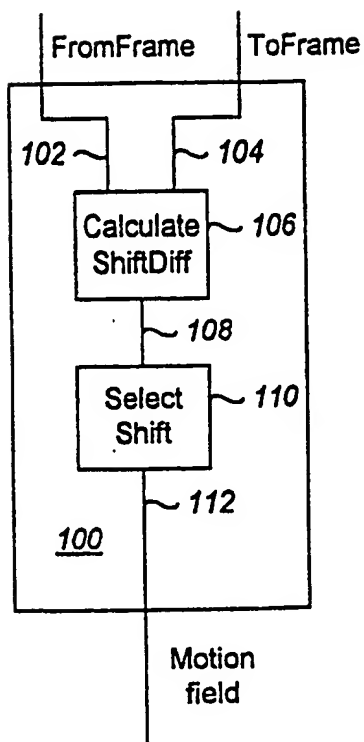 FromFrame
ToFrame
102
104
Calculate
ShiftDiff
106
108
Select
Shift
110
112
100
Motion
field